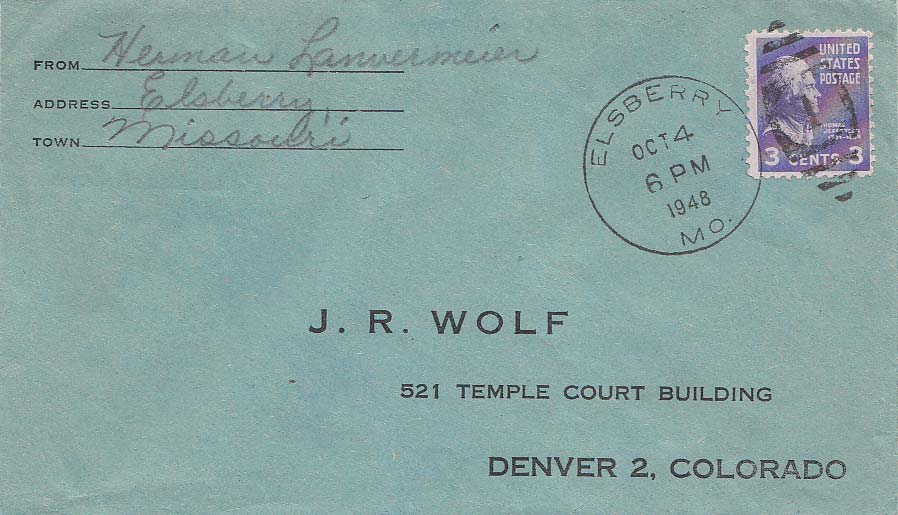 FROM Herman Lanvermeier
ADDRESS Elsberry,
TOWN Missouri
ELSBERRY
OCT 4
6 PM
1948
MO.
UNITED
STATES
POSTAGE
3 CENTS 3
J. R. WOLF
521 TEMPLE COURT BUILDING
DENVER 2, COLORADO